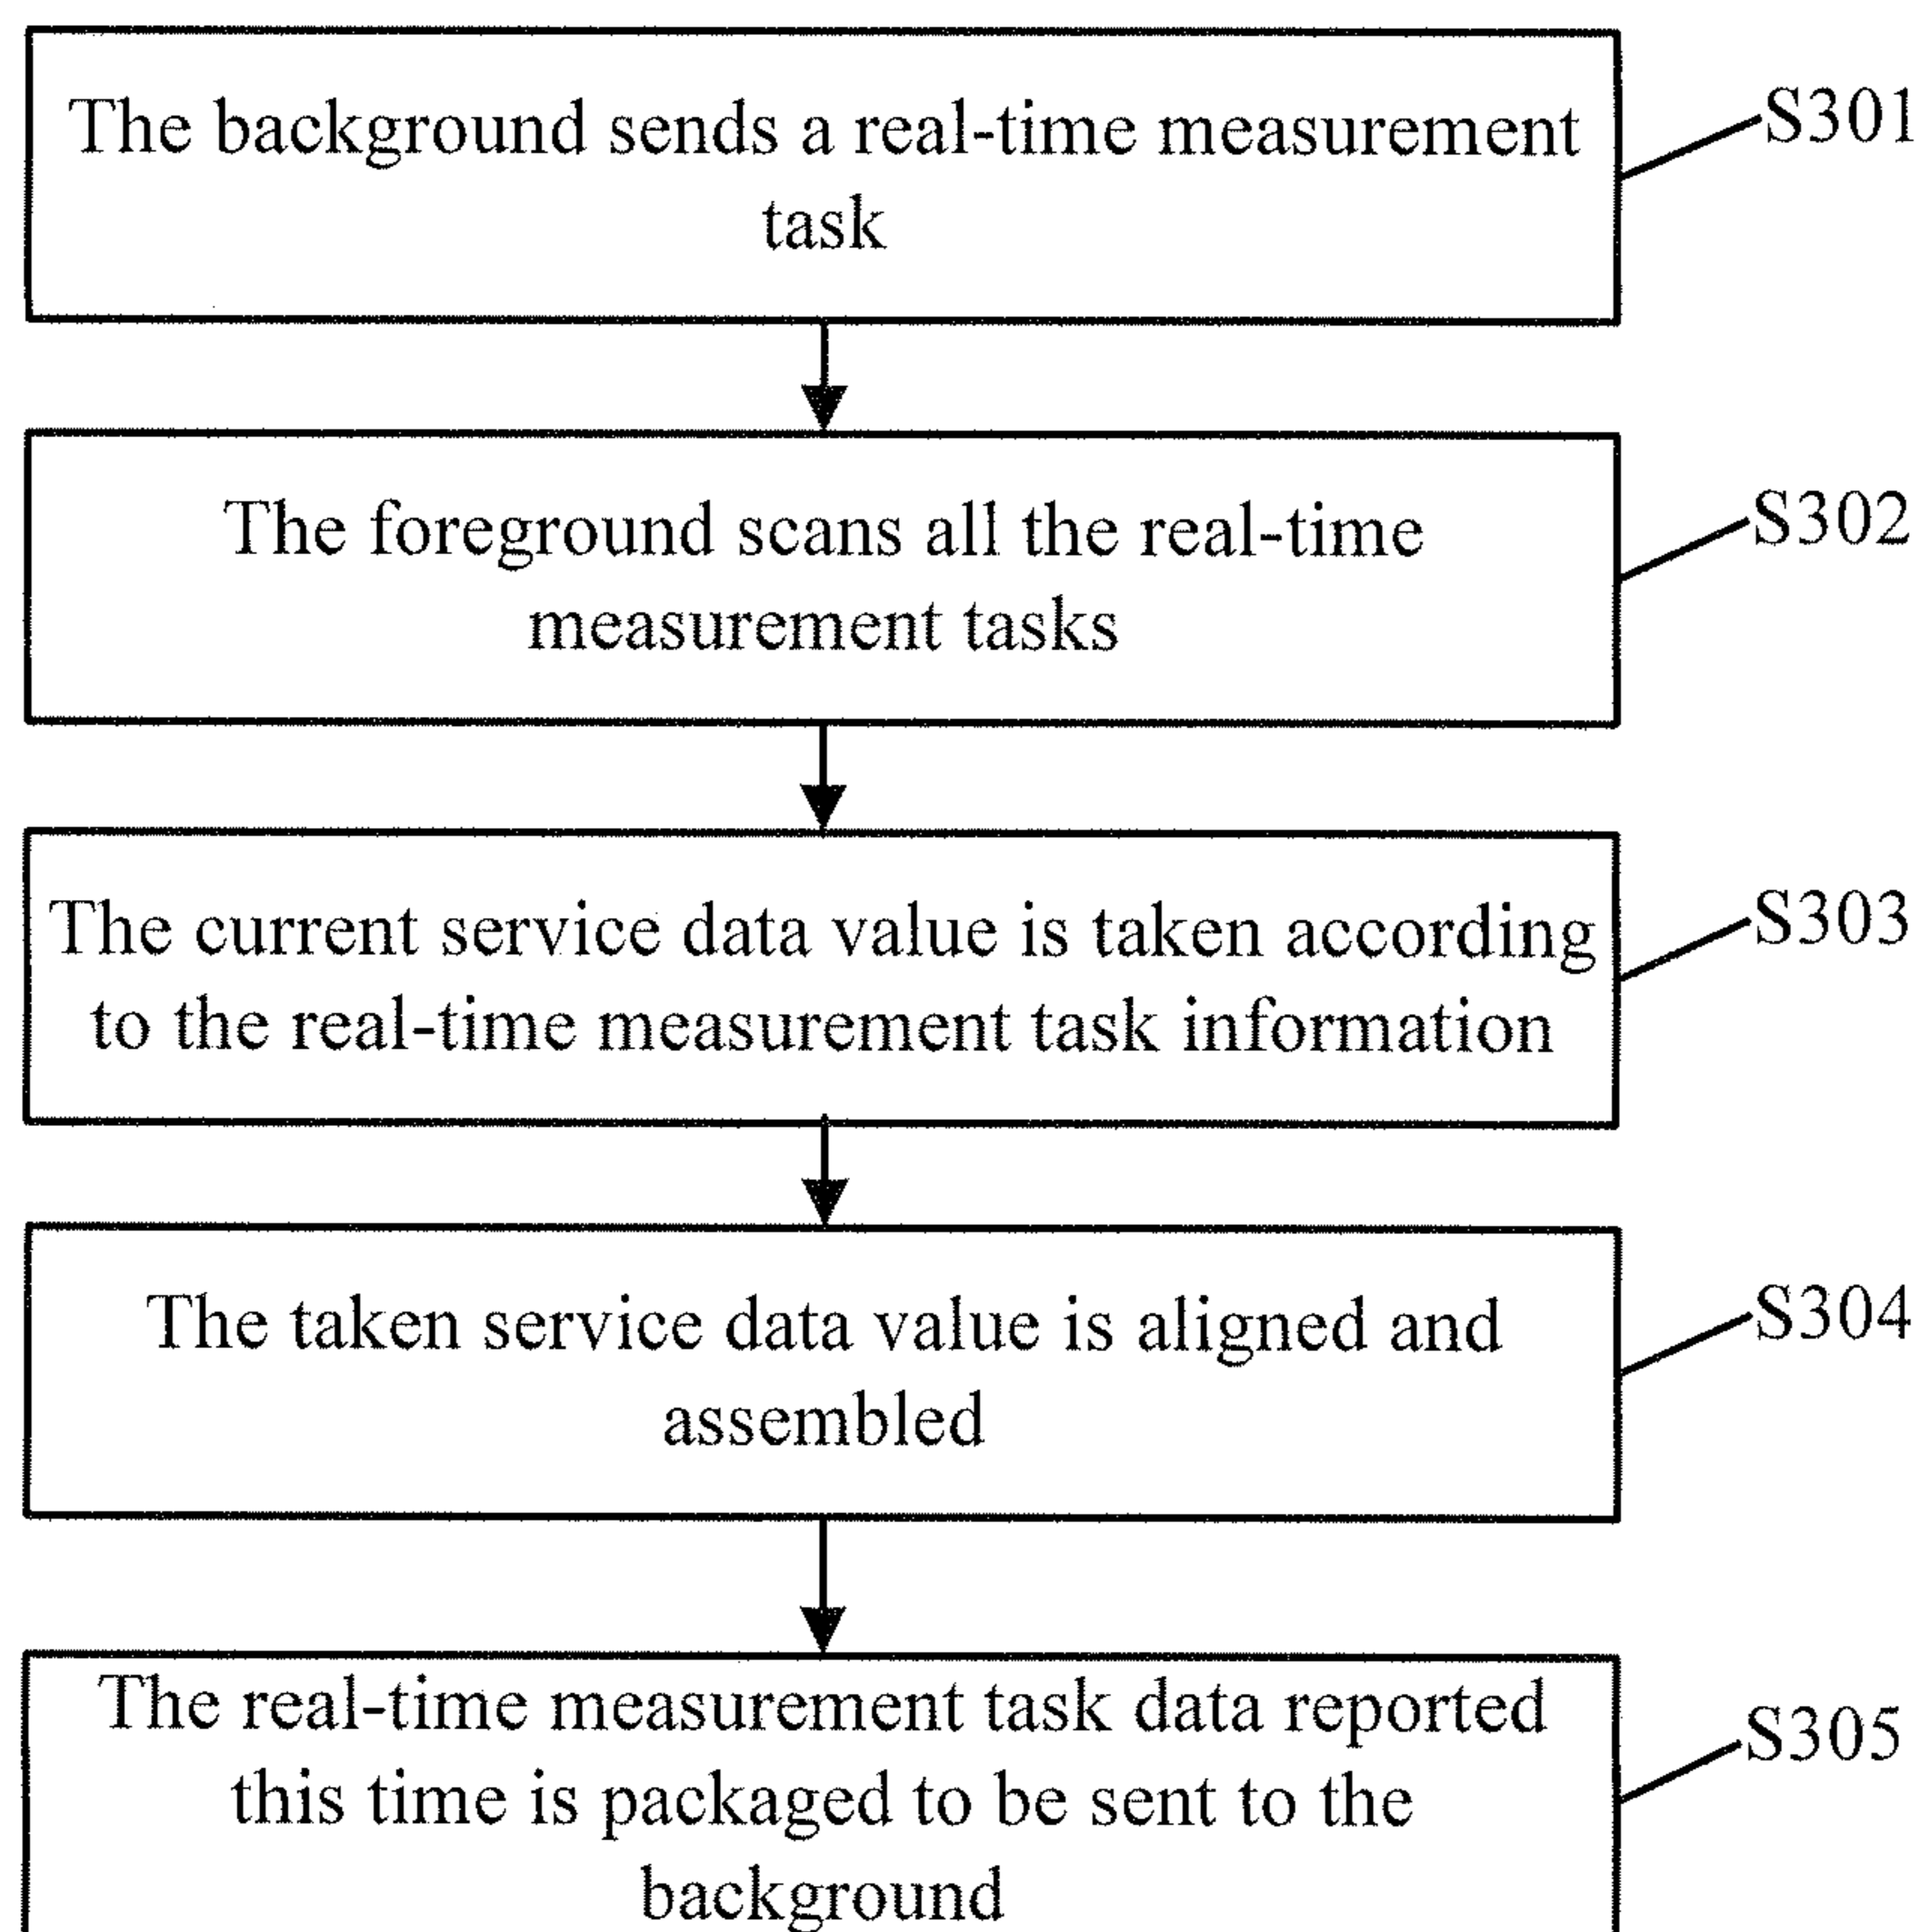 The background sends a real-time measurement
task
S301
The foreground scans all the real-time
measurement tasks
S302
The current service data value is taken according
to the real-time measurement task information
S303
The taken service data value is aligned and
assembled
S304
The real-time measurement task data reported
this time is packaged to be sent to the
background
S305